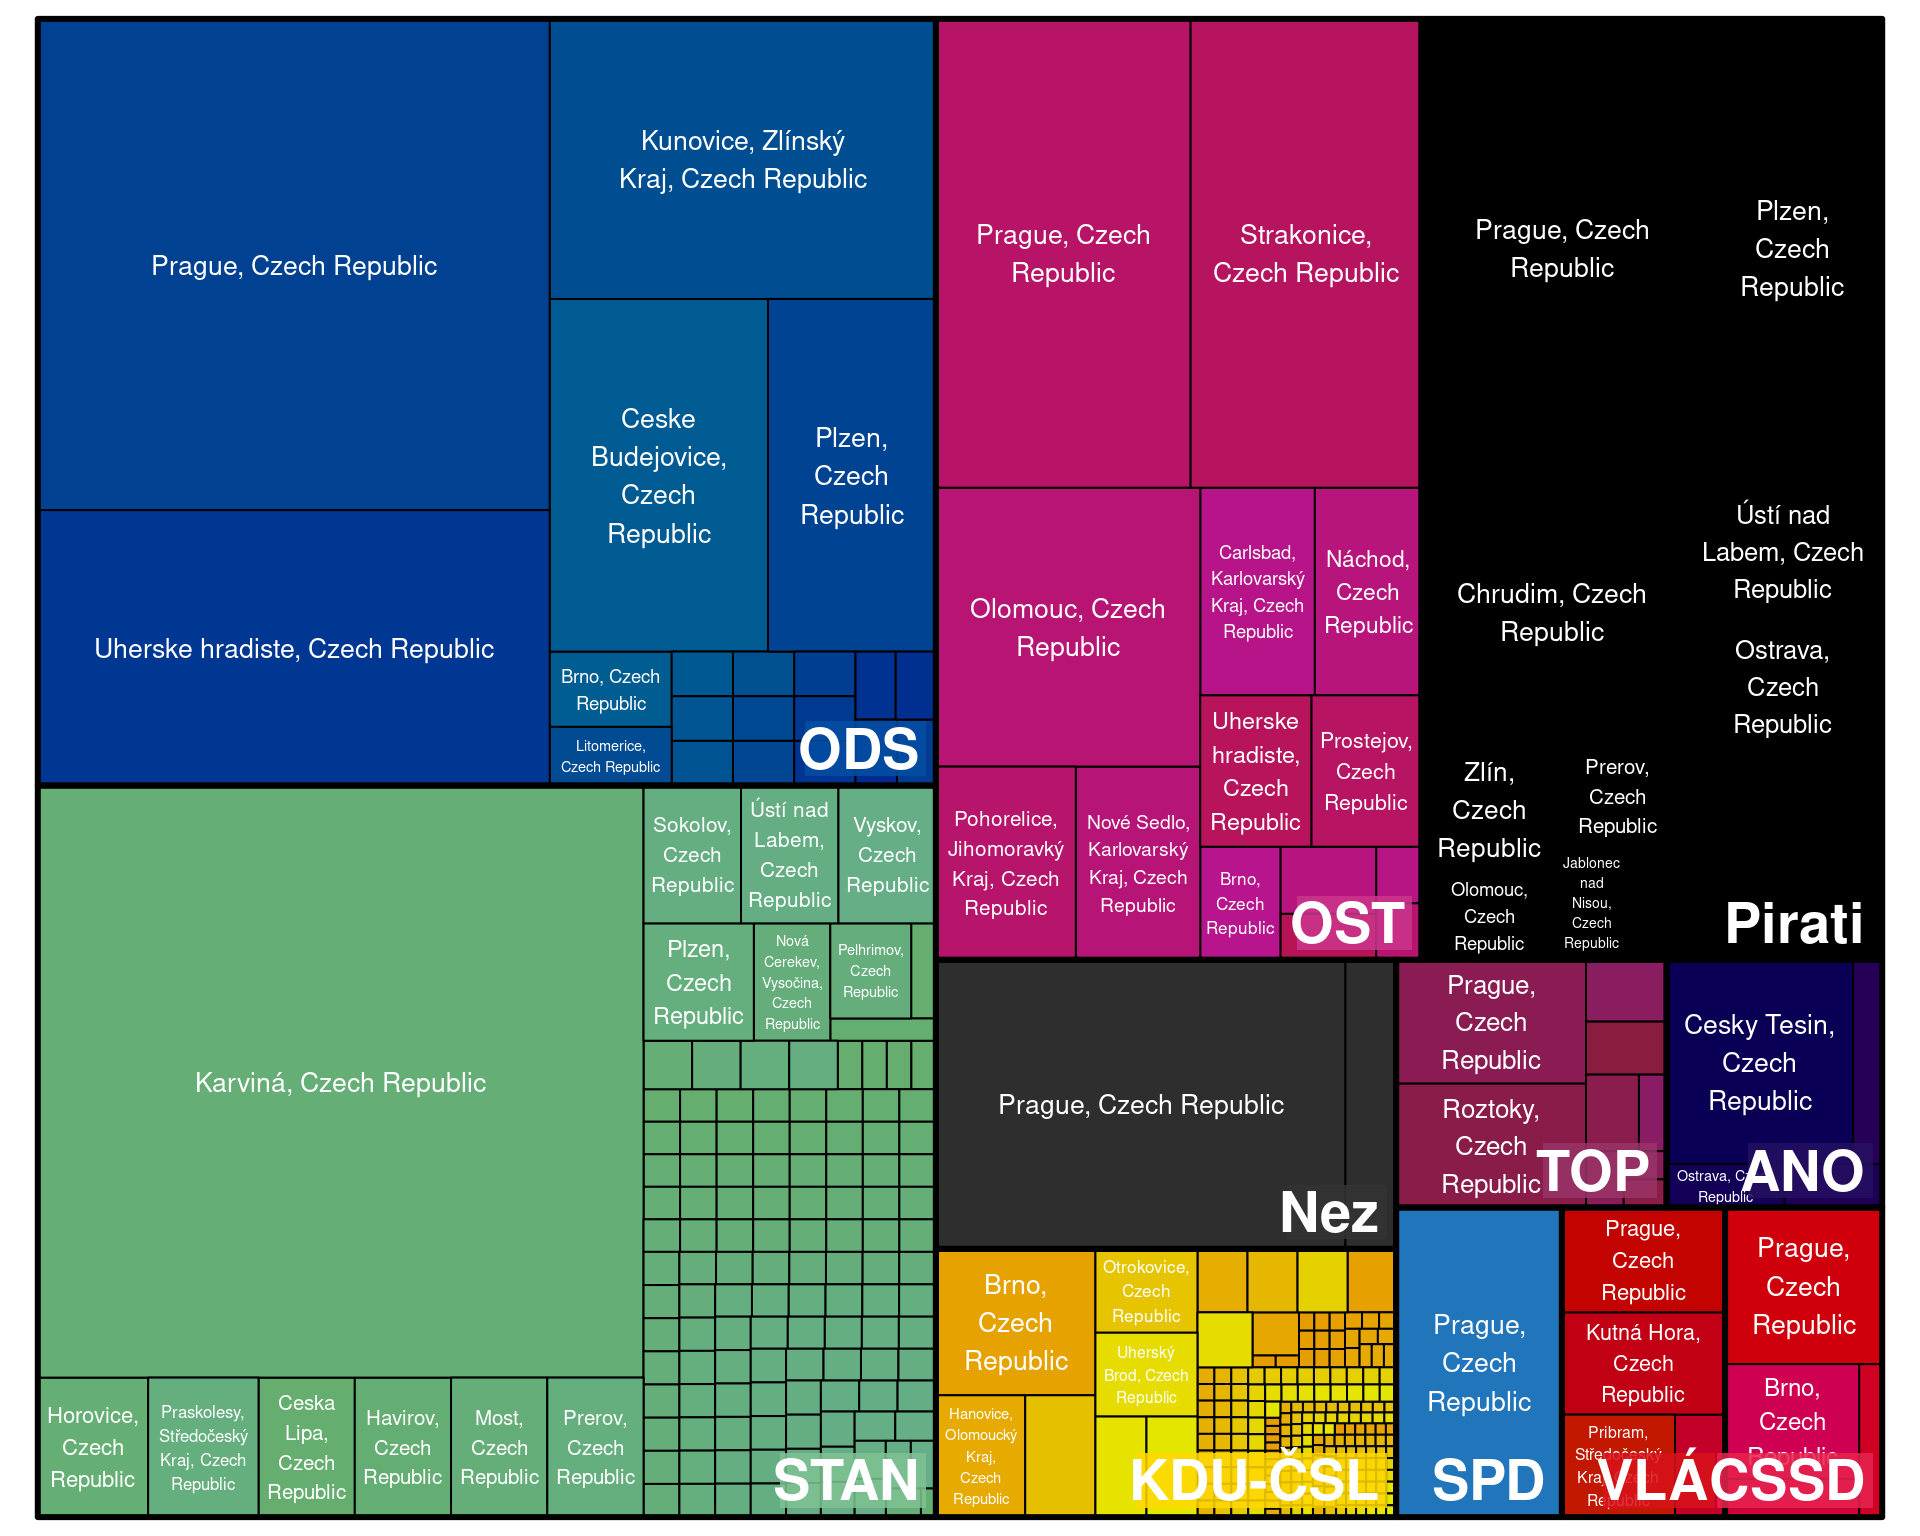 Prague, Czech Republic
Uherske hradiste, Czech Republic
Kunovice, Zlínský
Kraj, Czech Republic
Ceske
Budejovice,
Czech
Republic
Plzen,
Czech
Republic
Brno, Czech
Republic
Litomerice,
Czech Republic
ODS
Prague, Czech
Republic
Strakonice,
Czech Republic
Olomouc, Czech
Republic
Carlsbad,
Karlovarský
Kraj, Czech
Republic
Náchod,
Czech
Republic
Uherske
hradiste,
Czech
Republic
Prostejov,
Czech
Republic
Pohorelice,
Jihomoravký
Kraj, Czech
Republic
Nové Sedlo,
Karlovarský
Kraj, Czech
Republic
Brno,
Czech
Republic
OST
Prague, Czech
Republic
Plzen,
Czech
Republic
Chrudim, Czech
Republic
Ústí nad
Labem, Czech
Republic
Ostrava,
Czech
Republic
Zlín,
Czech
Republic
Prerov,
Czech
Republic
Olomouc,
Czech
Republic
Jablonec
nad
Nisou,
Czech
Republic
Pirati
Karviná, Czech Republic
Sokolov,
Czech
Republic
Ústí nad
Labem,
Czech
Republic
Vyskov,
Czech
Republic
Plzen,
Czech
Republic
Nová
Cerekev,
Vysočina,
Czech
Republic
Pelhrimov,
Czech
Republic
Horovice,
Czech
Republic
Praskolesy,
Středočeský
Kraj, Czech
Republic
Ceska
Lipa,
Czech
Republic
Havirov,
Czech
Republic
Most,
Czech
Republic
Prerov,
Czech
Republic
STAN
Prague, Czech Republic
Nez
Brno,
Czech
Republic
Otrokovice,
Czech
Republic
Uherský
Brod, Czech
Republic
Hanovice,
Olomoucký
Kraj,
Czech
Republic
KDU-ČSL
Prague,
Czech
Republic
Roztoky,
Czech
Republic
TOP
Cesky Tesin,
Czech
Republic
Ostrava,
Republic
ANO
Prague,
Czech
Republic
SPD
Prague,
Czech
Republic
Kutná Hora,
Czech
Republic
Pribram,
Středočeský
Prague,
Czech
Republic
Brno,
Czech
Republic
VLÁCSSD